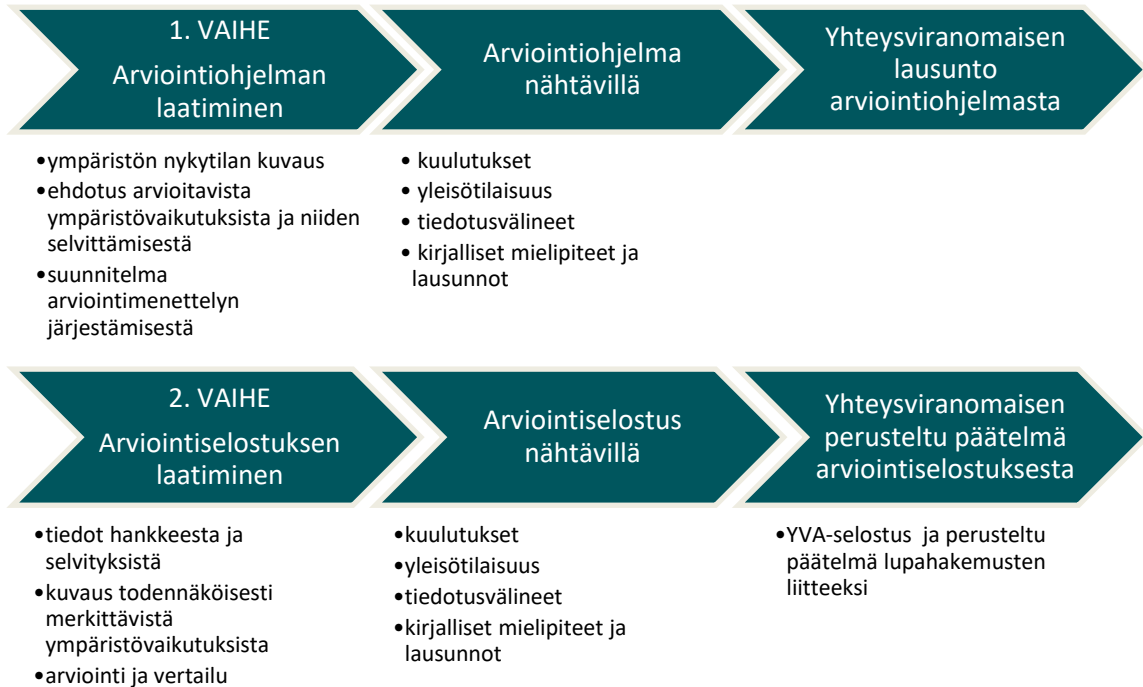 1. VAIHE
Arviointiohjelman
laatiminen
Arviointiohjelma
nähtävillä
Yhteysviranomaisen
lausunto
arviointiohjelmasta
•ympäristön nykytilan kuvaus
•ehdotus arvioitavista
ympäristövaikutuksista ja niiden
selvittämisestä
•suunnitelma
arviointimenettelyn
järjestämisestä
• kuulutukset
• yleisötilaisuus
• tiedotusvälineet
• kirjalliset mielipiteet ja
lausunnot
2. VAIHE
Arviointiselostuksen
laatiminen
Arviointiselostus
nähtävillä
Yhteysviranomaisen
perusteltu päätelmä
arviointiselostuksesta
•tiedot hankkeesta ja
selvityksistä
•kuvaus todennäköisesti
merkittävistä
ympäristövaikutuksista
•arviointi ja vertailu
•kuulutukset
•yleisötilaisuus
•tiedotusvälineet
•kirjalliset mielipiteet ja
lausunnot
•YVA-selostus ja perusteltu
päätelmä lupahakemusten
liitteeksi